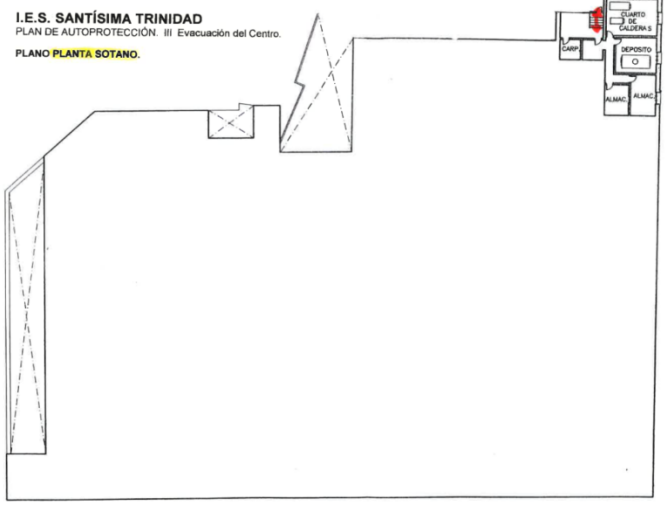 I.E.S. SANTÍSIMA TRINIDAD
PLAN DE AUTOPROTECCIÓN. III Evacuación del Centro.
PLANO PLANTA SOTANO.
CUARTO
DE
CALDERAS
CARP.
DEPOSITO
ALMAC.
ALMAC.